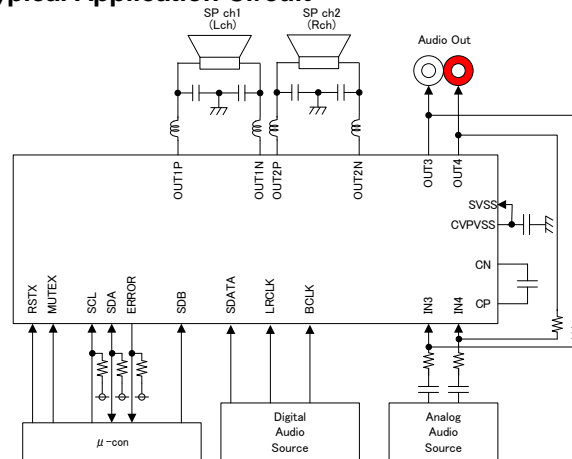 Typical Application Circuit
SP ch1
(Lch)
SP ch2
(Rch)
Audio Out
OUT1P
OUT1N
OUT2P
OUT2N
OUT3
OUT4
SVSS
CVPVSS
CN
CP
RSTX
MUTEX
SCL
SDA
ERROR
SDB
SDATA
LRCLK
BCLK
IN3
IN4
μ-con
Digital
Audio
Source
Analog
Audio
Source